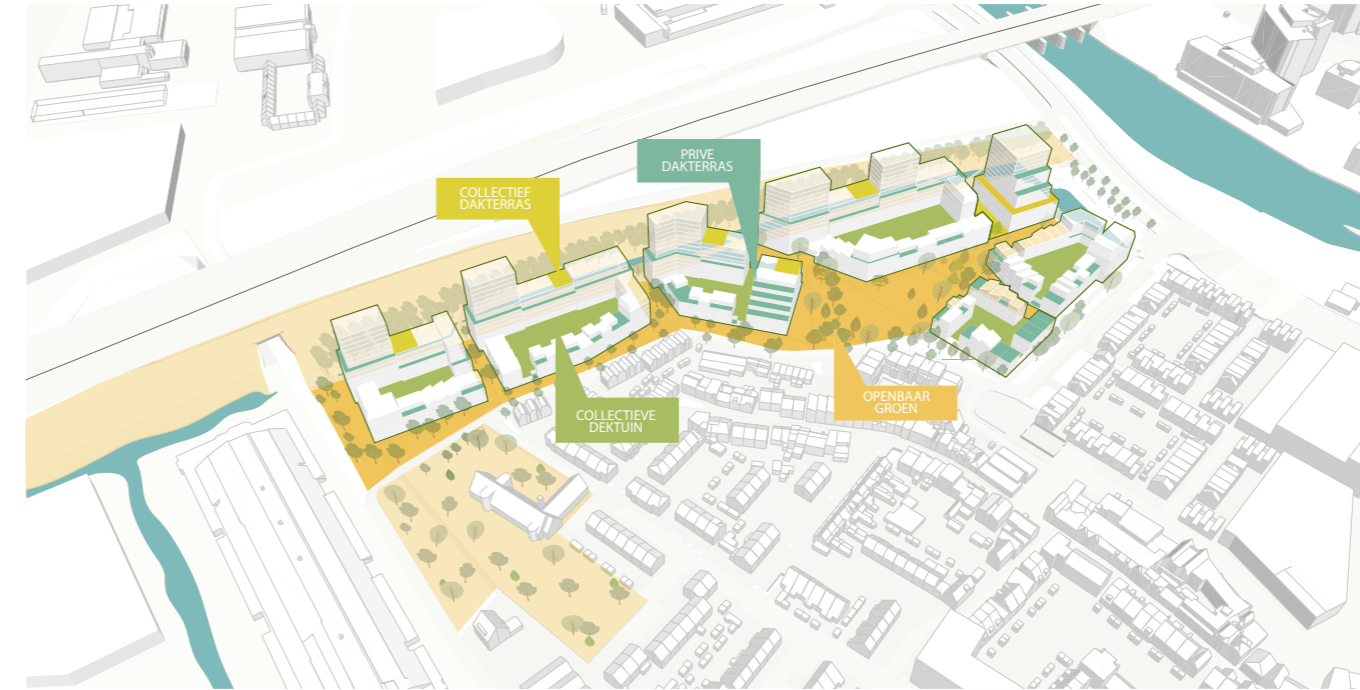 PRIVE
DAKTERRAS
COLLECTIEF
DAKTERRAS
OPENBAAR
GROEN
COLLECTIEVE
DEKTUIN